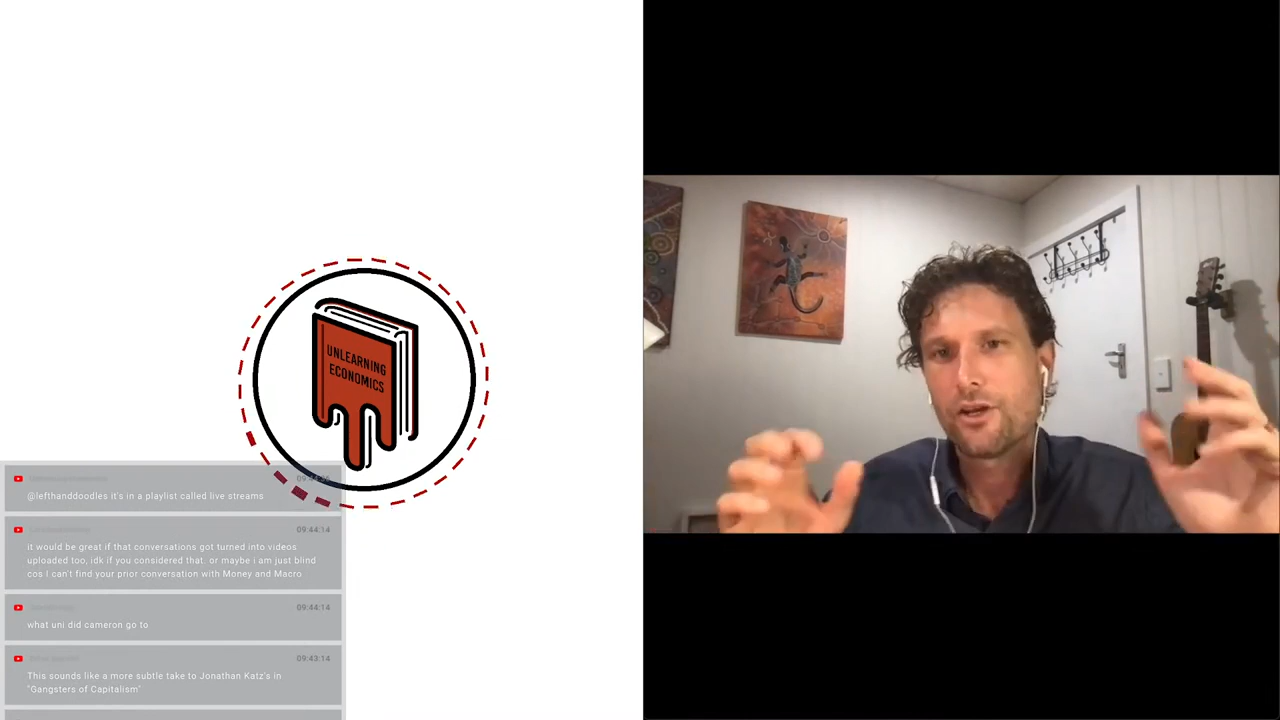 UNLEARNING
ECONOMICS
@lefthanddoodles it's in a playlist called live streams
09:44:14
it would be great if that conversations got turned into videos
uploaded too, idk if you considered that. or maybe i am just blind
cos I can't find your prior conversation with Money and Macro
09:44:14
what uni did cameron go to
09:43:14
This sounds like a more subtle take to Jonathan Katz's in
"Gangsters of Capitalism"